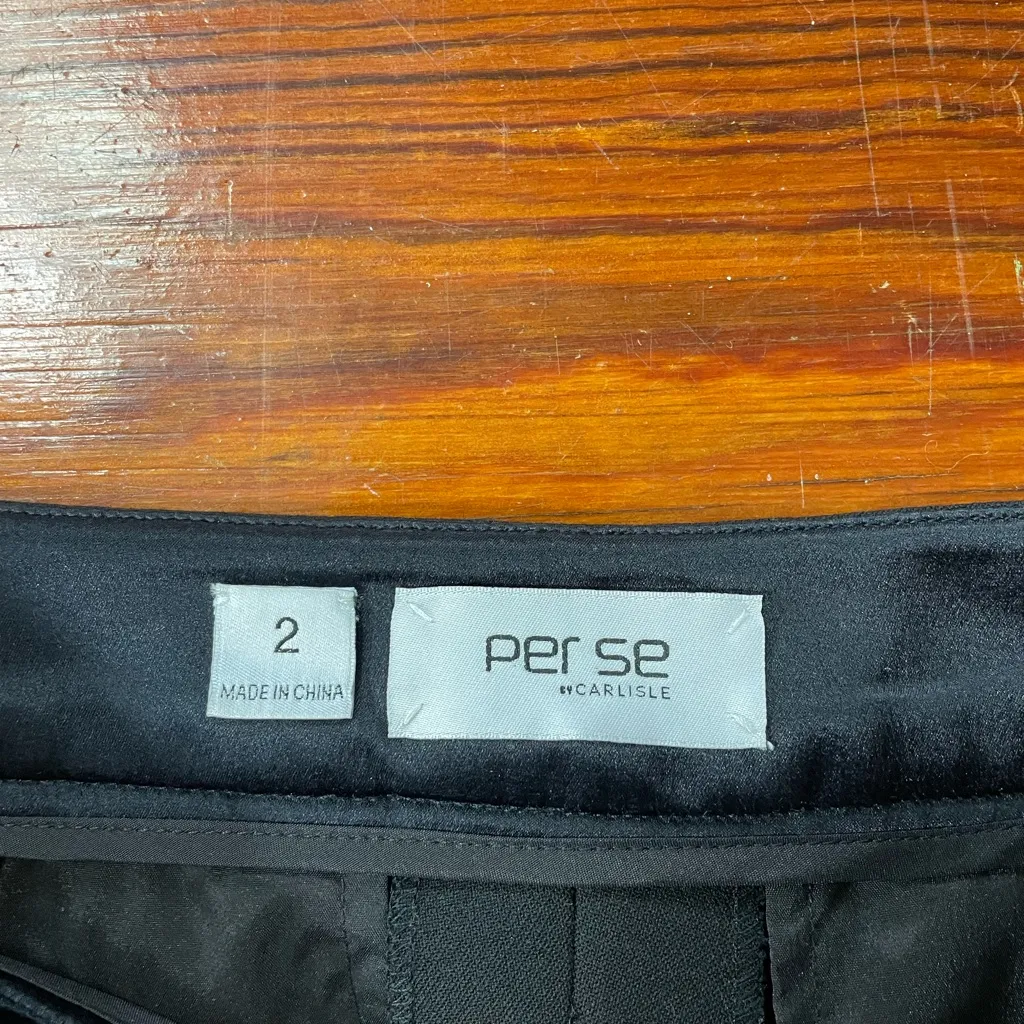 2
MADE IN CHINA
per se
BY CARLISLE